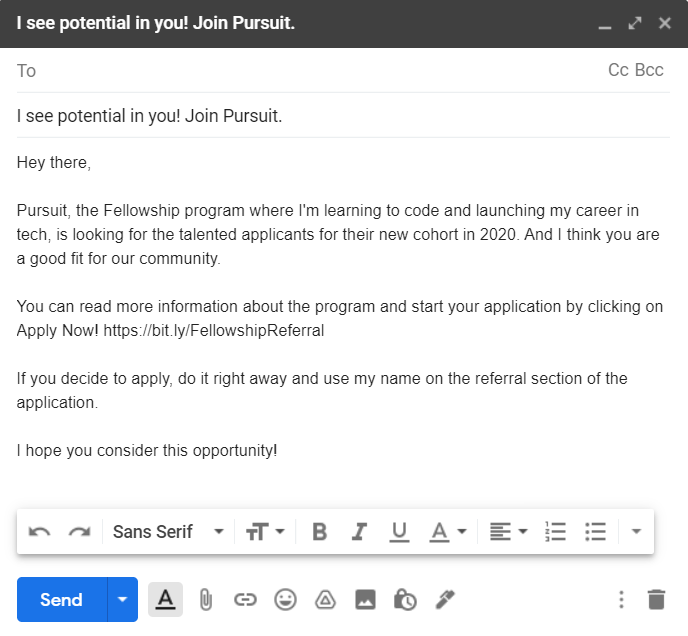 I see potential in you! Join Pursuit.
To
Cc Bcc
I see potential in you! Join Pursuit.
Hey there,
Pursuit, the Fellowship program where I'm learning to code and launching my career in
tech, is looking for the talented applicants for their new cohort in 2020. And I think you are
a good fit for our community.
You can read more information about the program and start your application by clicking on
Apply Now! https://bit.ly/FellowshipReferral
If you decide to apply, do it right away and use my name on the referral section of the
application.
I hope you consider this opportunity!
Sans Serif
B I U A
Send
A